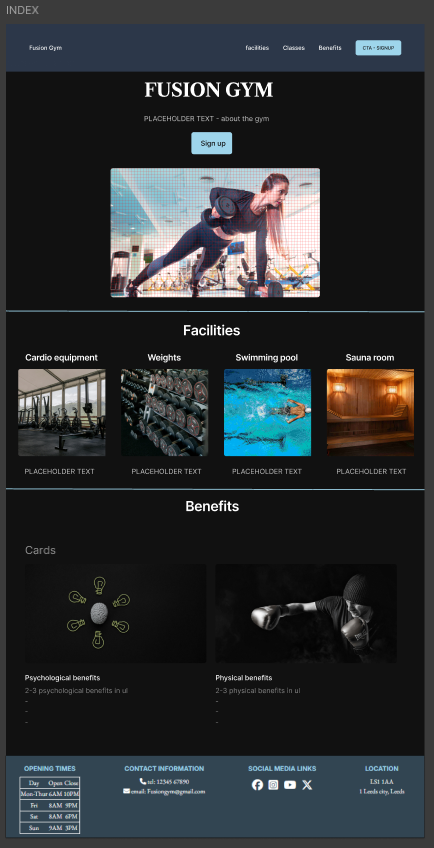 INDEX
Fusion Gym facilities Classes Benefits CTA - SIGNUP
FUSION GYM
PLACEHOLDER TEXT - about the gym
Sign up
Facilities
Cardio equipment Weights Swimming pool Sauna room
PLACEHOLDER TEXT PLACEHOLDER TEXT PLACEHOLDER TEXT PLACEHOLDER TEXT
Benefits
Cards
Psychological benefits Physical benefits
2-3 psychological benefits in ul 2-3 physical benefits in ul
- -
- -
- -
OPENING TIMES CONTACT INFORMATION SOCIAL MEDIA LINKS LOCATION
Day Open Close tel: 12345 67890 LS1 1AA
Mon-Thur 6AM 10PM email: Fusiongym@gmail.com 1 Leeds city, Leeds
Fri 8AM 9PM
Sat 8AM 6PM
Sun 9AM 3PM